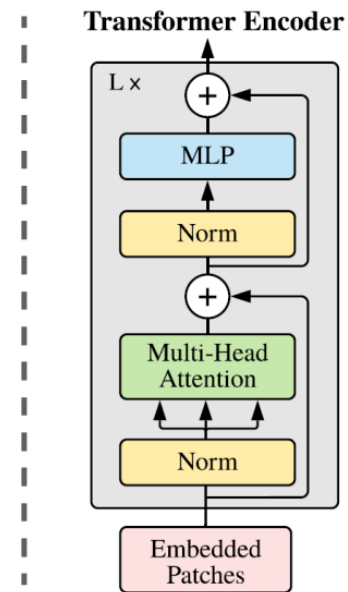 Transformer Encoder
L ×
+
MLP
Norm
+
Multi-Head
Attention
Norm
Embedded
Patches